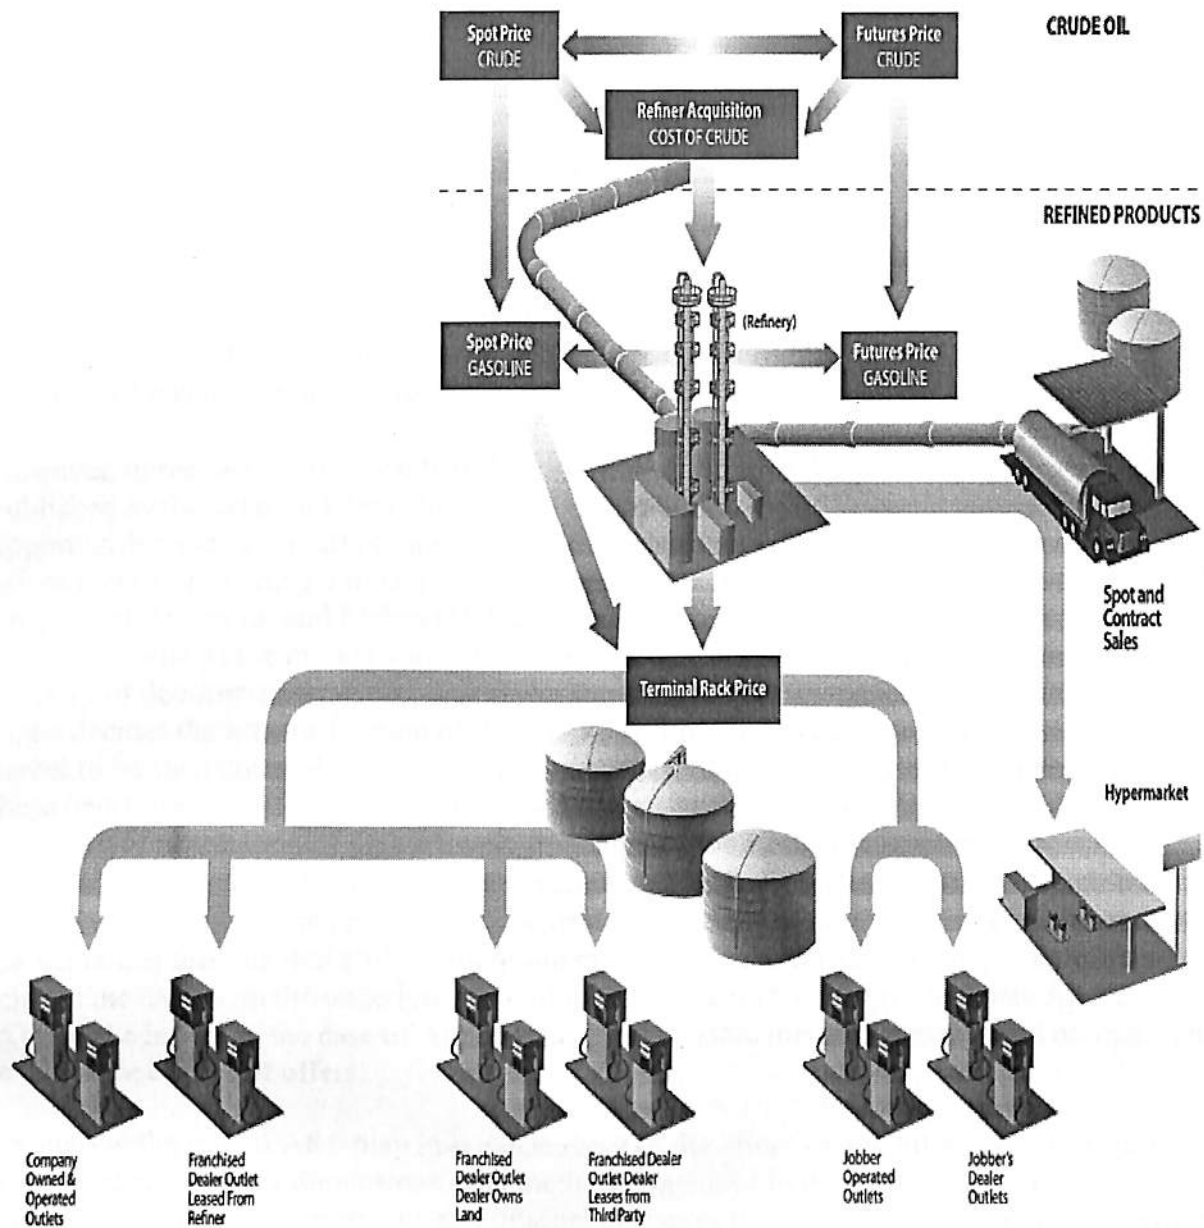 CRUDE OIL
Spot Price
CRUDE
Futures Price
CRUDE
Refiner Acquisition
COST OF CRUDE
REFINED PRODUCTS
(Refinery)
Spot Price
GASOLINE
Futures Price
GASOLINE
Spot and
Contract
Sales
Terminal Rack Price
Hypermarket
Company
Owned &
Operated
Outlets
Franchised
Dealer Outlet
Leased From
Refiner
Franchised
Dealer Outlet
Dealer Owns
Land
Franchised Dealer
Outlet Dealer
Leases from
Third Party
Jobber
Operated
Outlets
Jobber's
Dealer
Outlets